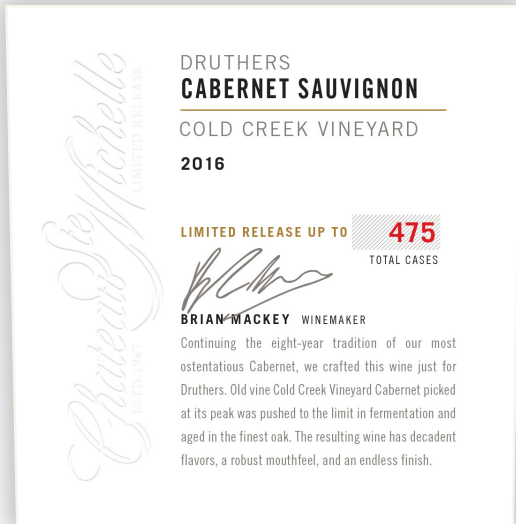 Chateau Ste Michelle
LIMITED RELEASE
ESTD. 1967
DRUTHERS
CABERNET SAUVIGNON
COLD CREEK VINEYARD
2016
LIMITED RELEASE UP TO 475
TOTAL CASES
BRIAN MACKEY WINEMAKER
Continuing the eight-year tradition of our most
ostentatious Cabernet, we crafted this wine just for
Druthers. Old vine Cold Creek Vineyard Cabernet picked
at its peak was pushed to the limit in fermentation and
aged in the finest oak. The resulting wine has decadent
flavors, a robust mouthfeel, and an endless finish.